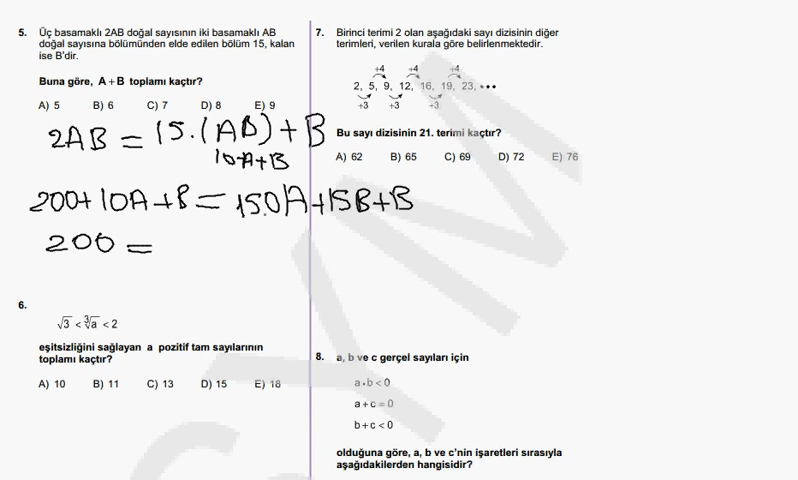 5. Üç basamaklı 2AB doğal sayısının iki basamaklı AB
doğal sayısına bölümünden elde edilen bölüm 15, kalan
ise B'dir.
Buna göre, A + B toplamı kaçtır?
A) 5 B) 6 C) 7 D) 8 E) 9
2AB = 15.(AB) + B
10A+B
200+10A+B = 150A+15B+B
200 =
6.
√3 < ∛a < 2
eşitsizliğini sağlayan a pozitif tam sayılarının
toplamı kaçtır?
A) 10 B) 11 C) 13 D) 15 E) 18
7. Birinci terimi 2 olan aşağıdaki sayı dizisinin diğer
terimleri, verilen kurala göre belirlenmektedir.
+4 +4 +4
2, 5, 9, 12, 16, 19, 23, •••
+3 +3 +3
Bu sayı dizisinin 21. terimi kaçtır?
A) 62 B) 65 C) 69 D) 72 E) 76
8. a, b ve c gerçel sayıları için
a·b < 0
a + c = 0
b + c < 0
olduğuna göre, a, b ve c'nin işaretleri sırasıyla
aşağıdakilerden hangisidir?